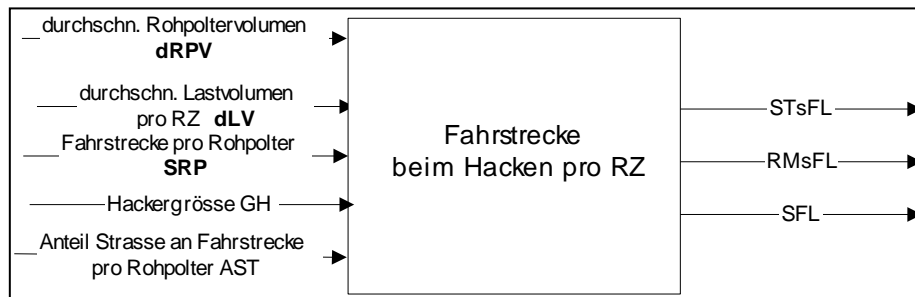 durchschn. Rohpoltervolumen
dRPV
durchschn. Lastvolumen
pro RZ dLV
Fahrstrecke pro Rohpolter
SRP
Hackergrösse GH
Anteil Strasse an Fahrstrecke
pro Rohpolter AST
Fahrstrecke
beim Hacken pro RZ
STsFL
RMsFL
SFL